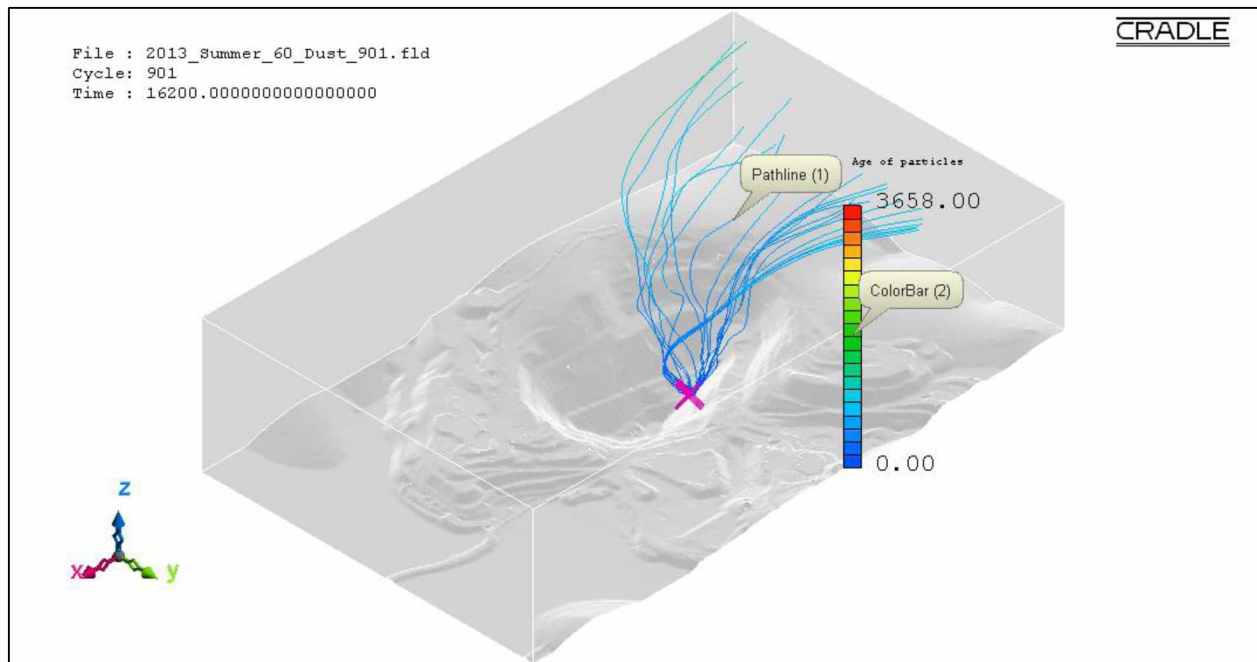 CRADLE
File : 2013_Summer_60_Dust_901.fld
Cycle: 901
Time : 16200.0000000000000000
Age of particles
Pathline (1)
3658.00
ColorBar (2)
0.00
z
x
y